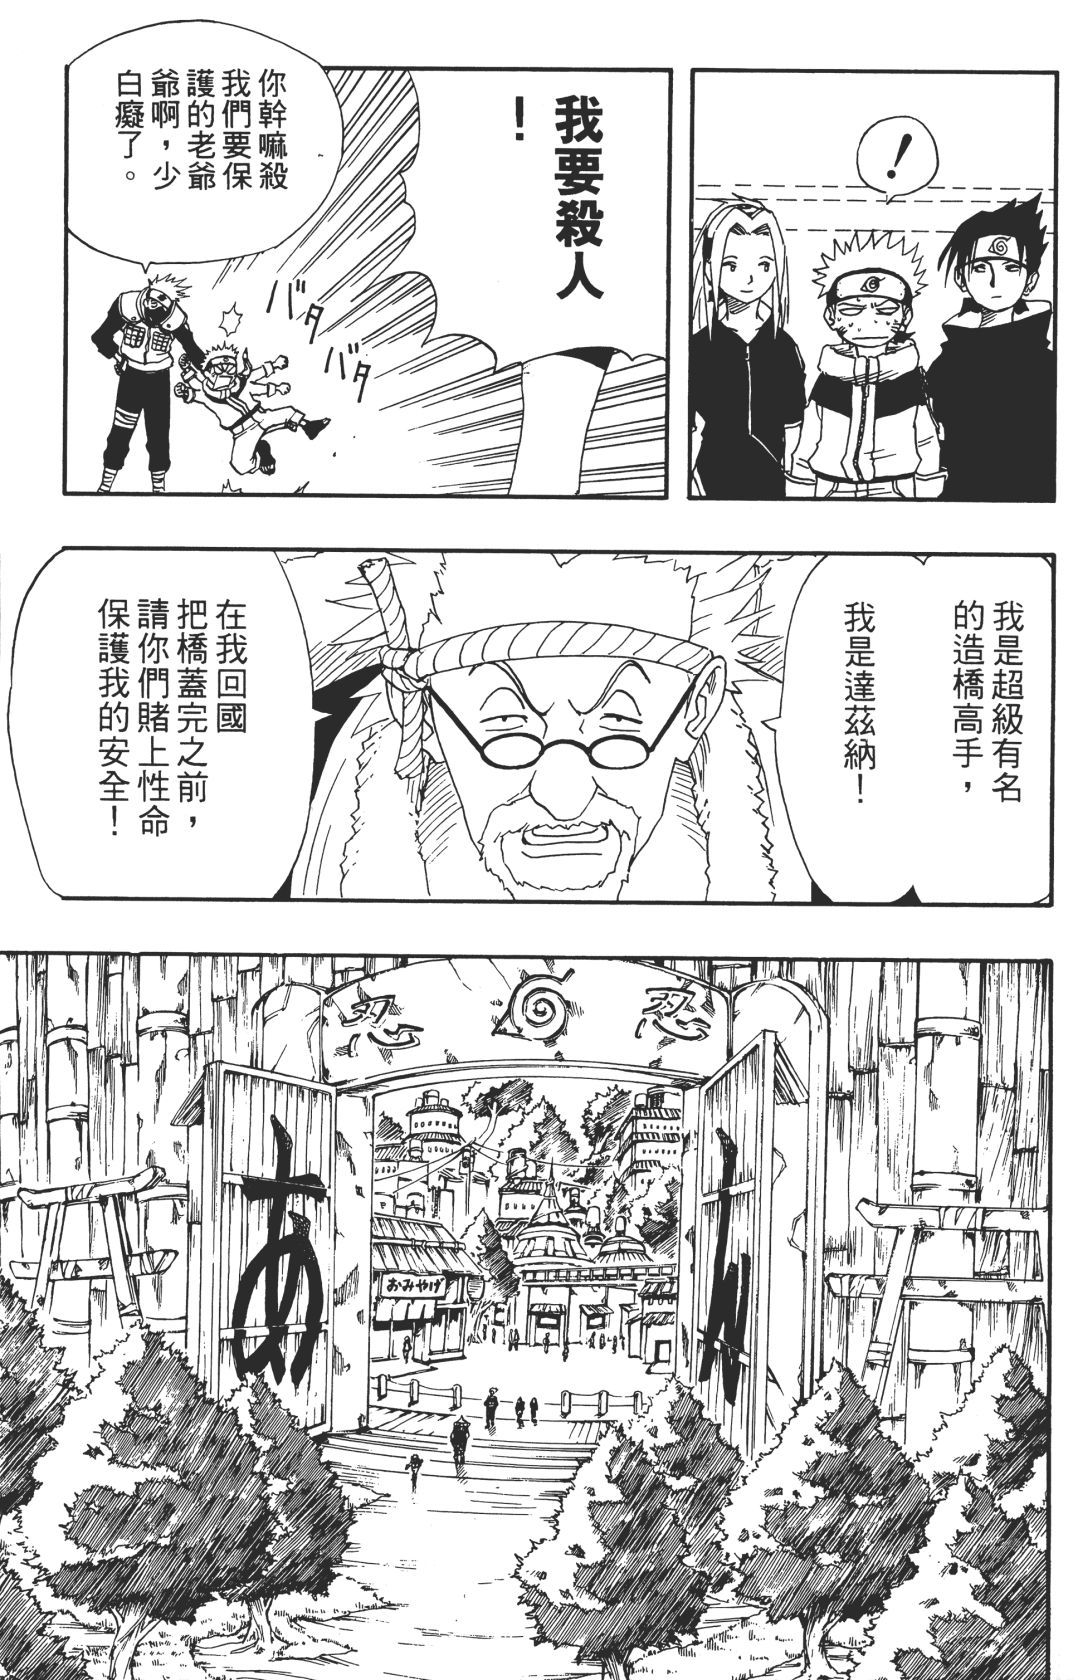 ！
我要殺人
！
你幹嘛殺
我們要保
護的老爺
爺啊，少
白癡了。
バタ
バタ
我是超級有名
的造橋高手，
我是達茲納！
在我回國
把橋蓋完之前，
請你們賭上性命
保護我的安全！
忍
忍
あ
ん
おみやげ